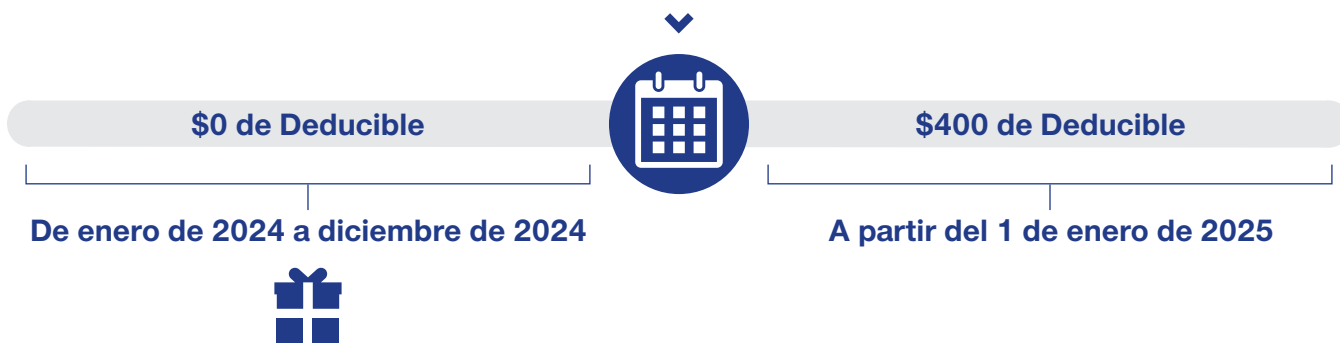 $0 de Deducible
$400 de Deducible
De enero de 2024 a diciembre de 2024
A partir del 1 de enero de 2025